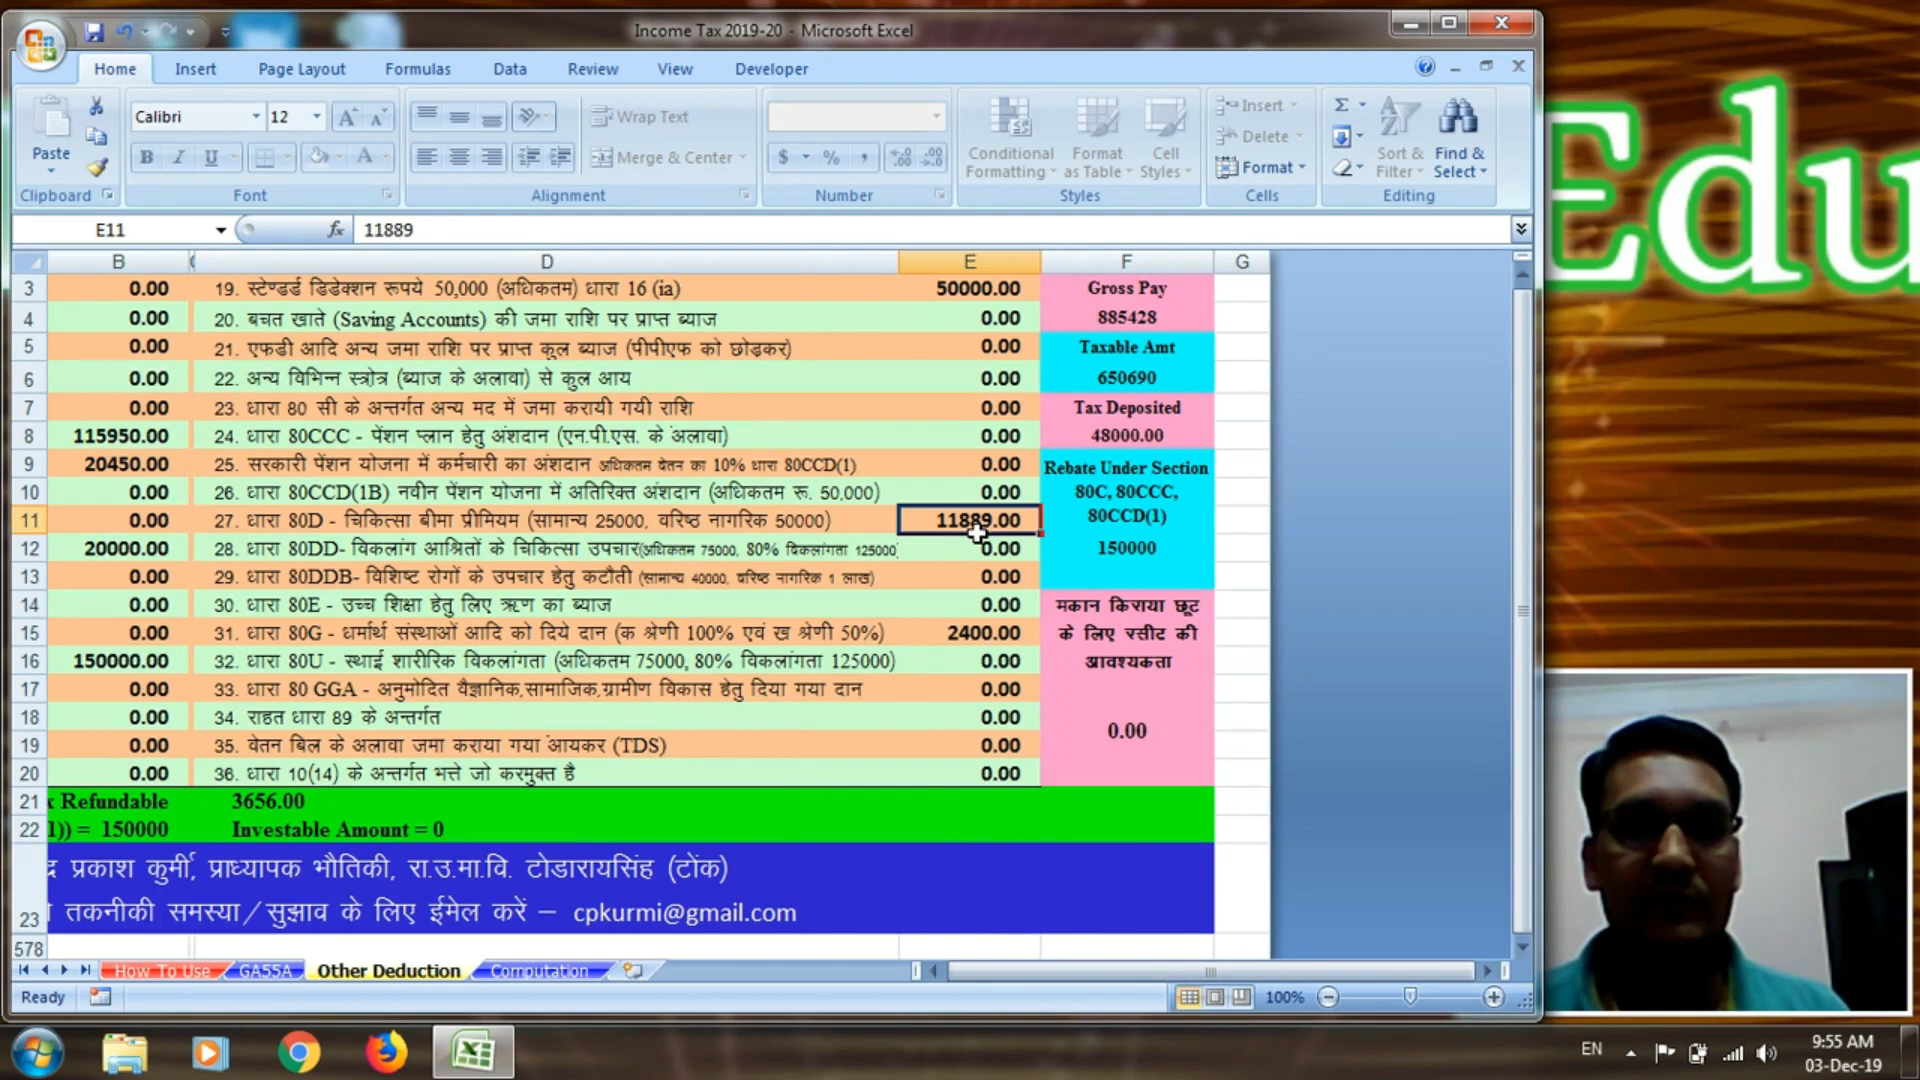 Income Tax 2019-20 - Microsoft Excel
Home Insert Page Layout Formulas Data Review View Developer
Calibri 12
Wrap Text
Merge & Center
Paste
$ % ,
Conditional Formatting
Format as Table
Cell Styles
Insert
Delete
Format
Σ
Sort & Filter
Find & Select
Clipboard Font Alignment Number Styles Cells Editing
E11 fx 11889
B D E F G
3 0.00 19. स्टेण्डर्ड डिडेक्शन रूपये 50,000 (अधिकतम) धारा 16 (ia) 50000.00 Gross Pay
4 0.00 20. बचत खाते (Saving Accounts) की जमा राशि पर प्राप्त ब्याज 0.00 885428
5 0.00 21. एफडी आदि अन्य जमा राशि पर प्राप्त कुल ब्याज (पीपीएफ को छोड़कर) 0.00 Taxable Amt
6 0.00 22. अन्य विभिन्न स्त्रोत्र (ब्याज के अलावा) से कुल आय 0.00 650690
7 0.00 23. धारा 80 सी के अन्तर्गत अन्य मद में जमा करायी गयी राशि 0.00 Tax Deposited
8 115950.00 24. धारा 80CCC - पेंशन प्लान हेतु अंशदान (एन.पी.एस. के अलावा) 0.00 48000.00
9 20450.00 25. सरकारी पेंशन योजना में कर्मचारी का अंशदान अधिकतम वेतन का 10% धारा 80CCD(1) 0.00 Rebate Under Section
10 0.00 26. धारा 80CCD(1B) नवीन पेंशन योजना में अतिरिक्त अंशदान (अधिकतम रू. 50,000) 0.00 80C, 80CCC,
11 0.00 27. धारा 80D - चिकित्सा बीमा प्रीमियम (सामान्य 25000, वरिष्ठ नागरिक 50000) 11889.00 80CCD(1)
12 20000.00 28. धारा 80DD- विकलांग आश्रितों के चिकित्सा उपचार(अधिकतम 75000, 80% विकलांगता 125000) 0.00 150000
13 0.00 29. धारा 80DDB- विशिष्ट रोगों के उपचार हेतु कटौती (सामान्य 40000, वरिष्ठ नागरिक 1 लाख) 0.00
14 0.00 30. धारा 80E - उच्च शिक्षा हेतु लिए ऋण का ब्याज 0.00 मकान किराया छूट
15 0.00 31. धारा 80G - धर्मार्थ संस्थाओं आदि को दिये दान (क श्रेणी 100% एवं ख श्रेणी 50%) 2400.00 के लिए रसीट की
16 150000.00 32. धारा 80U - स्थाई शारीरिक विकलांगता (अधिकतम 75000, 80% विकलांगता 125000) 0.00 आवश्यकता
17 0.00 33. धारा 80 GGA - अनुमोदित वैज्ञानिक,सामाजिक,ग्रामीण विकास हेतु दिया गया दान 0.00
18 0.00 34. राहत धारा 89 के अन्तर्गत 0.00 0.00
19 0.00 35. वेतन बिल के अलावा जमा कराया गया आयकर (TDS) 0.00
20 0.00 36. धारा 10(14) के अन्तर्गत भत्ते जो करमुक्त है 0.00
21 x Refundable 3656.00
22 1)) = 150000 Investable Amount = 0
प्रकाश कुर्मी, प्राध्यापक भौतिकी, रा.उ.मा.वि. टोडारायसिंह (टोंक)
23 तकनीकी समस्या/सुझाव के लिए ईमेल करें – cpkurmi@gmail.com
578
How To Use GA55A Other Deduction Computation
Ready 100%
Edu
EN 9:55 AM
03-Dec-19